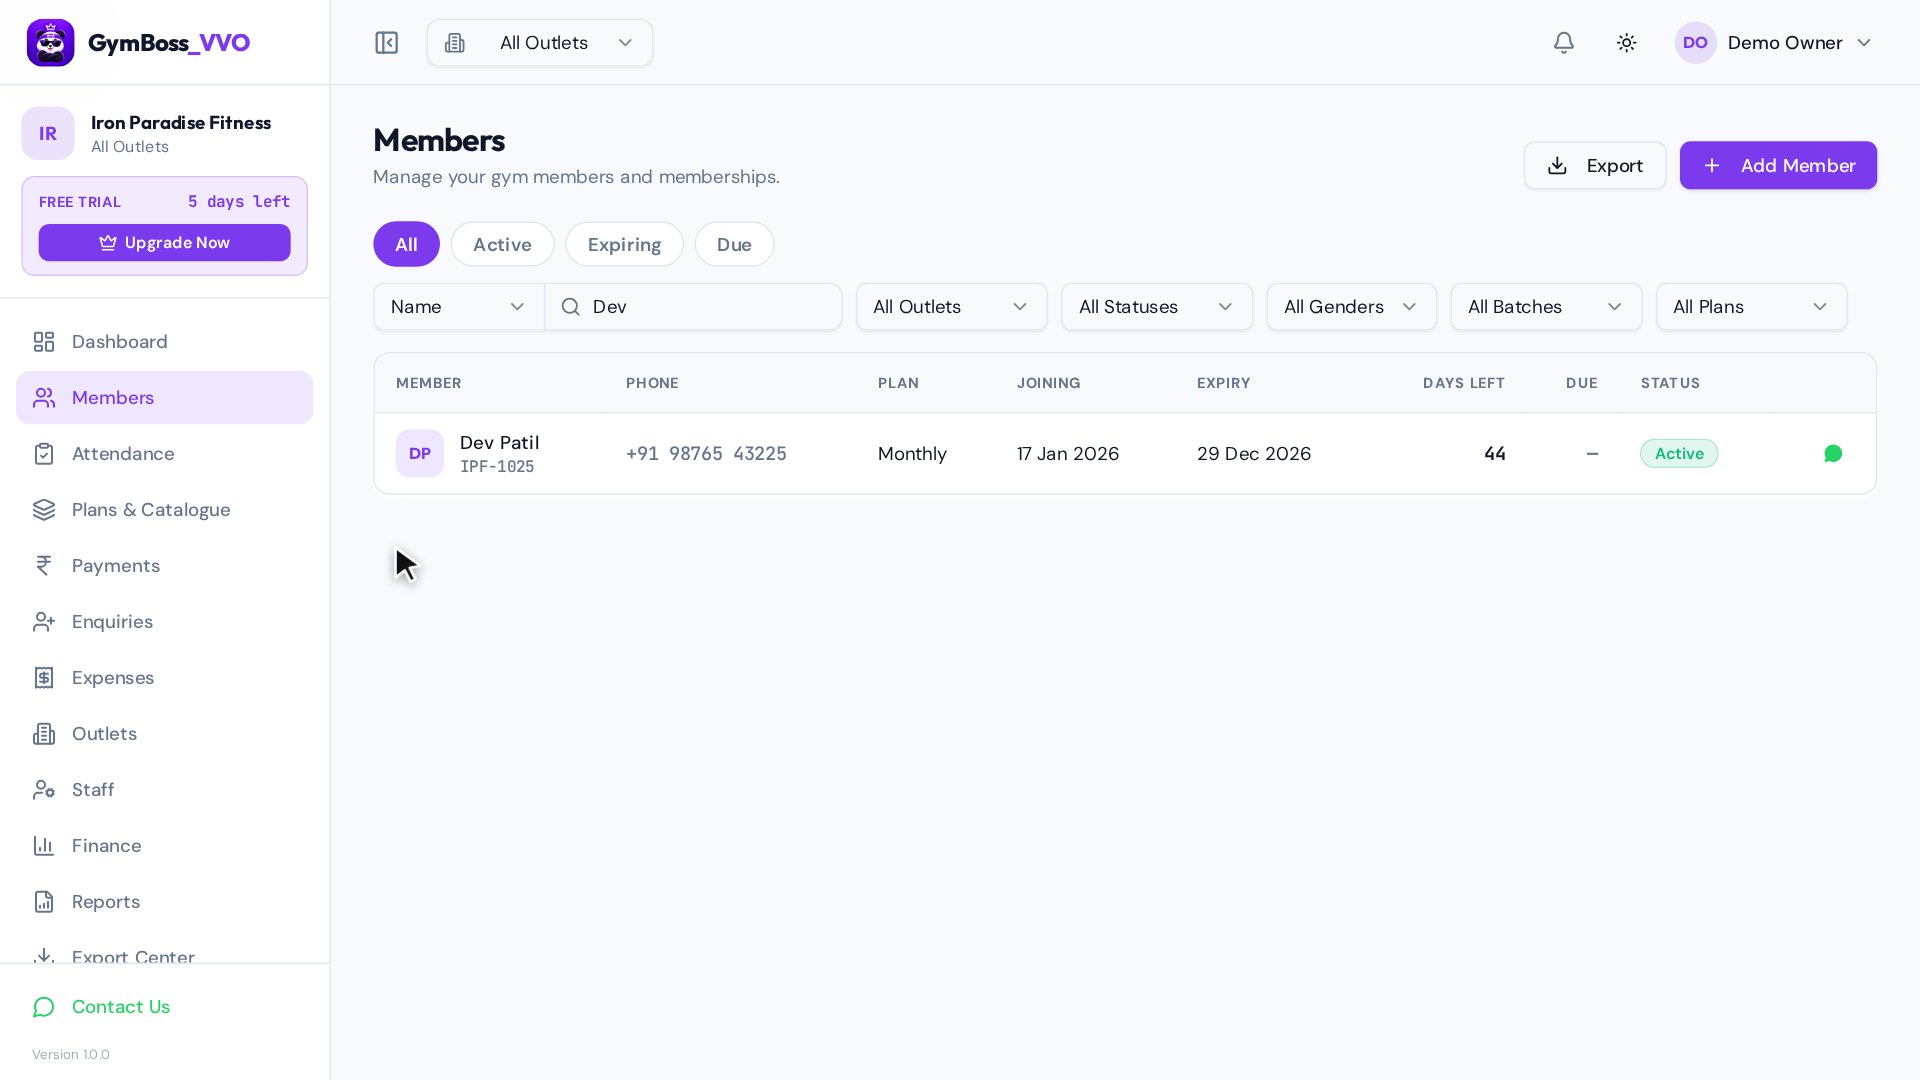 GymBoss_VVO
All Outlets
DO Demo Owner
IR
Iron Paradise Fitness
All Outlets
FREE TRIAL 5 days left
Upgrade Now
Dashboard
Members
Attendance
Plans & Catalogue
Payments
Enquiries
Expenses
Outlets
Staff
Finance
Reports
Export Center
Contact Us
Version 1.0.0
Members
Manage your gym members and memberships.
Export
Add Member
All Active Expiring Due
Name Dev All Outlets All Statuses All Genders All Batches All Plans
MEMBER PHONE PLAN JOINING EXPIRY DAYS LEFT DUE STATUS
DP Dev Patil +91 98765 43225 Monthly 17 Jan 2026 29 Dec 2026 44 — Active
IPF-1025